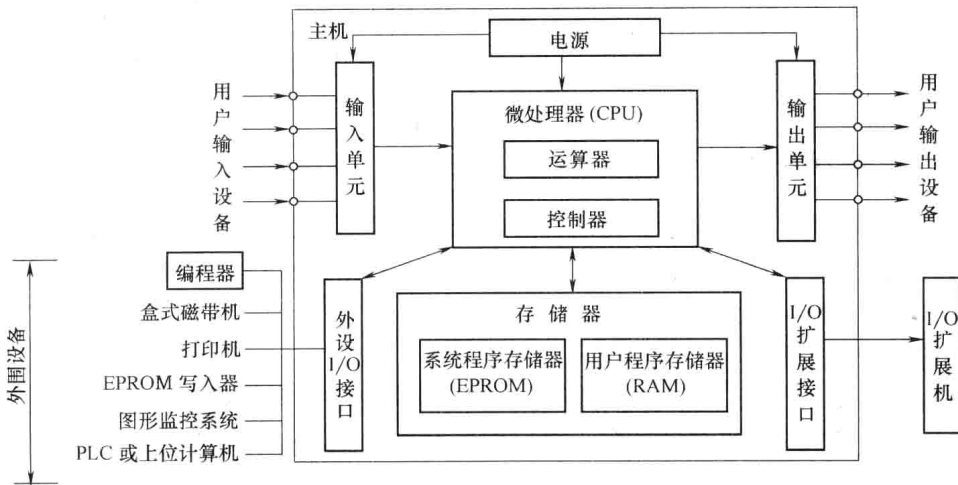 主机
电源
用户输入设备
输入单元
微处理器(CPU)
运算器
控制器
输出单元
用户输出设备
外围设备
编程器
盒式磁带机
打印机
EPROM 写入器
图形监控系统
PLC 或上位计算机
外设I/O接口
存储器
系统程序存储器
(EPROM)
用户程序存储器
(RAM)
I/O扩展接口
I/O扩展机